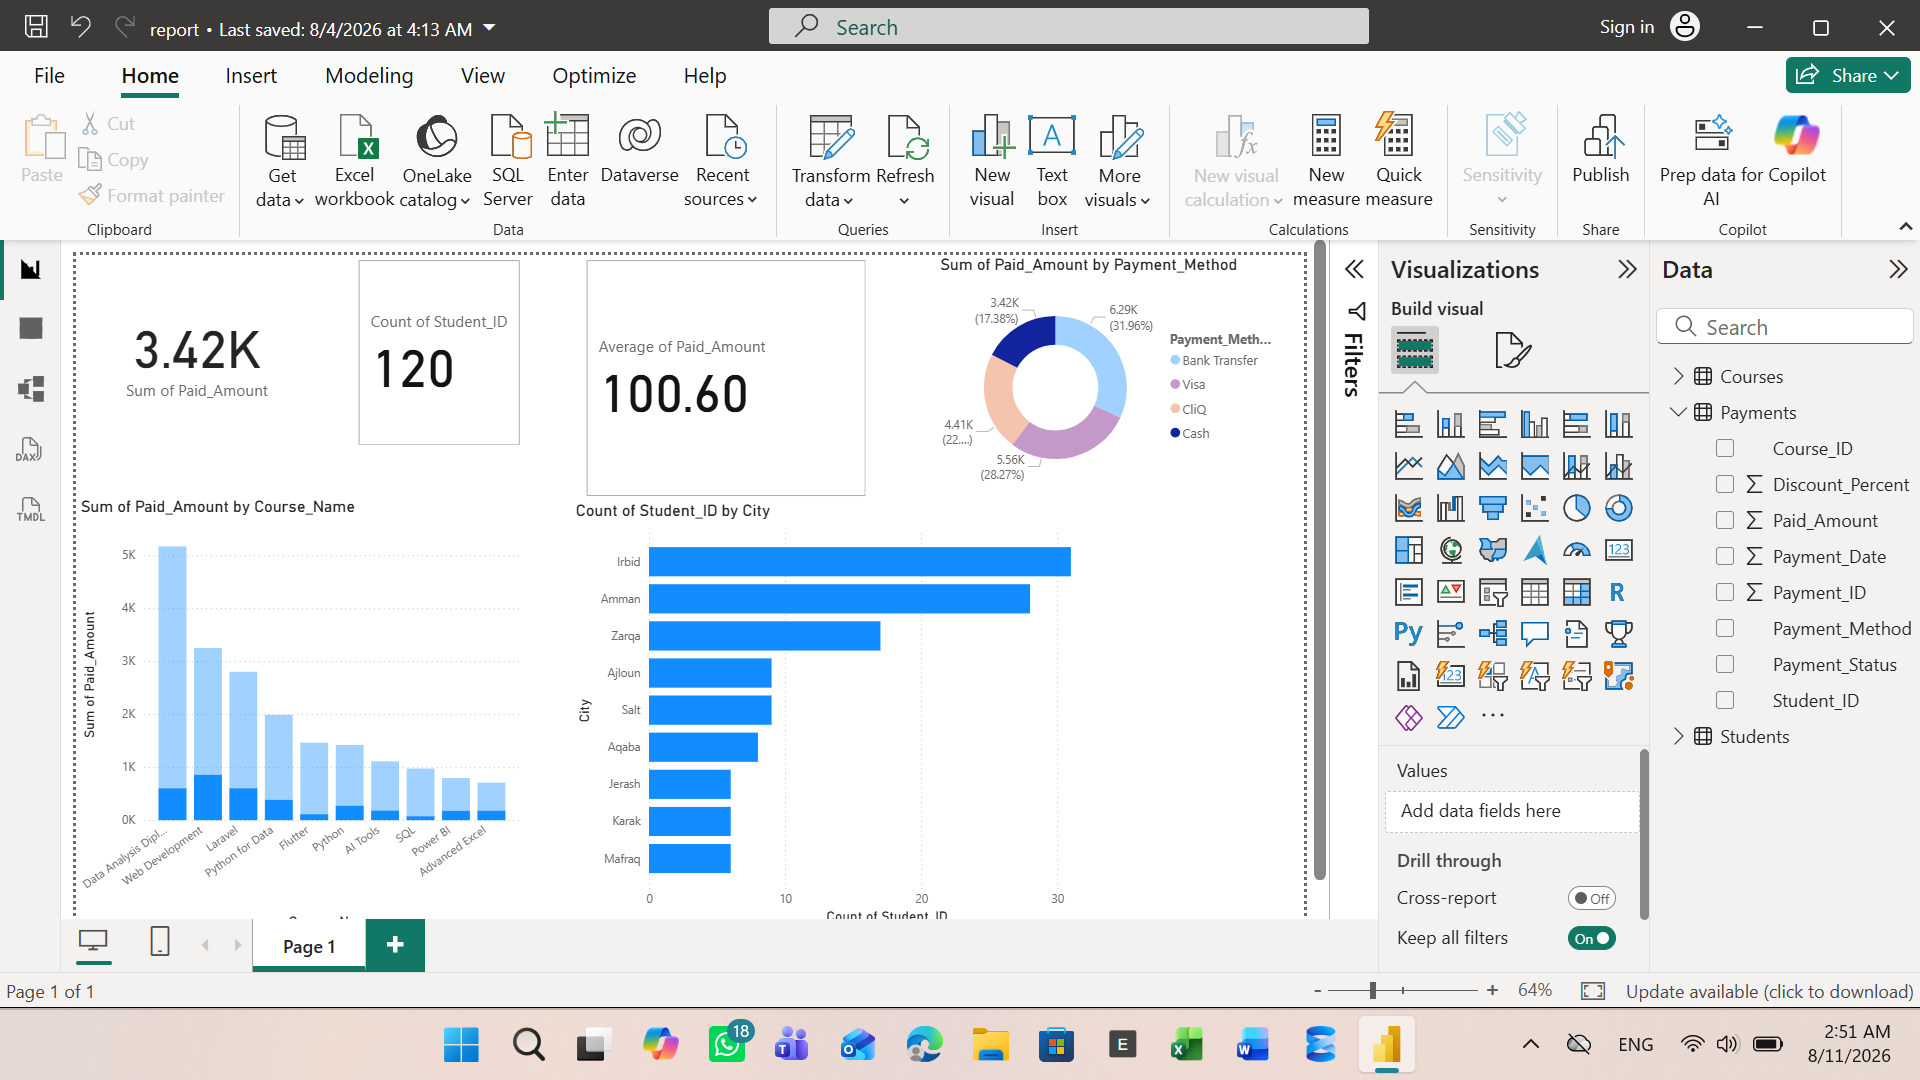 report • Last saved: 8/4/2026 at 4:13 AM
Search
Sign in
File
Home
Insert
Modeling
View
Optimize
Help
Share
Paste
Cut
Copy
Format painter
Clipboard
Get data
Excel workbook
OneLake catalog
SQL Server
Enter data
Dataverse
Recent sources
Data
Transform data
Refresh
Queries
New visual
Text box
More visuals
Insert
New visual calculation
New measure
Quick measure
Calculations
Sensitivity
Sensitivity
Publish
Share
Prep data for AI
Copilot
Copilot
DAX
TMDL
3.42K
Sum of Paid_Amount
Count of Student_ID
120
Average of Paid_Amount
100.60
Sum of Paid_Amount by Payment_Method
3.42K
(17.38%)
6.29K
(31.96%)
4.41K
(22....)
5.56K
(28.27%)
Payment_Meth...
Bank Transfer
Visa
CliQ
Cash
Sum of Paid_Amount by Course_Name
Sum of Paid_Amount
5K
4K
3K
2K
1K
0K
Data Analysis Dipl...
Web Development
Laravel
Python for Data
Flutter
Python
AI Tools
SQL
Power BI
Advanced Excel
Count of Student_ID by City
City
Irbid
Amman
Zarqa
Ajloun
Salt
Aqaba
Jerash
Karak
Mafraq
0
10
20
30
Count of Student_ID
Filters
Visualizations
Build visual
123
R
Py
123
Values
Add data fields here
Drill through
Cross-report
Off
Keep all filters
On
Data
Search
Courses
Payments
Course_ID
Discount_Percent
Paid_Amount
Payment_Date
Payment_ID
Payment_Method
Payment_Status
Student_ID
Students
Page 1
Page 1 of 1
64%
Update available (click to download)
18
ENG
2:51 AM
8/11/2026